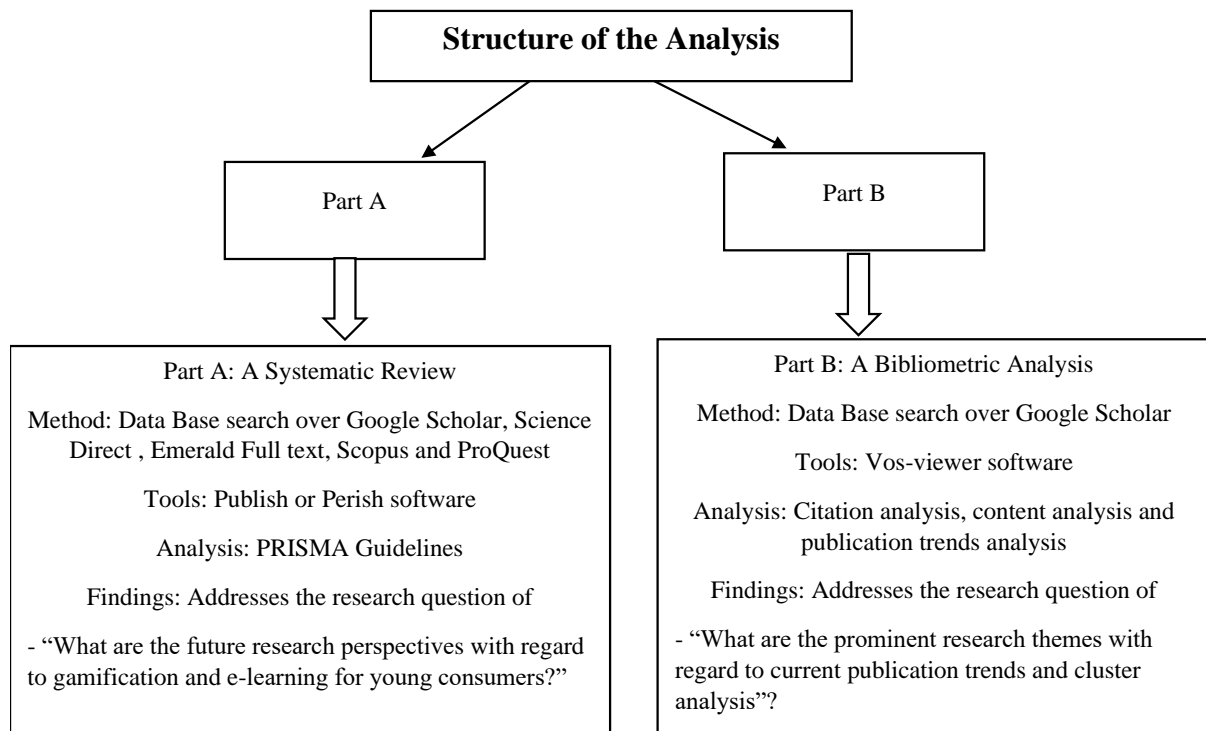 Structure of the Analysis
Part A
Part B
Part A: A Systematic Review
Method: Data Base search over Google Scholar, Science
Direct , Emerald Full text, Scopus and ProQuest
Tools: Publish or Perish software
Analysis: PRISMA Guidelines
Findings: Addresses the research question of
- “What are the future research perspectives with regard
to gamification and e-learning for young consumers?”
Part B: A Bibliometric Analysis
Method: Data Base search over Google Scholar
Tools: Vos-viewer software
Analysis: Citation analysis, content analysis and
publication trends analysis
Findings: Addresses the research question of
- “What are the prominent research themes with
regard to current publication trends and cluster
analysis”?